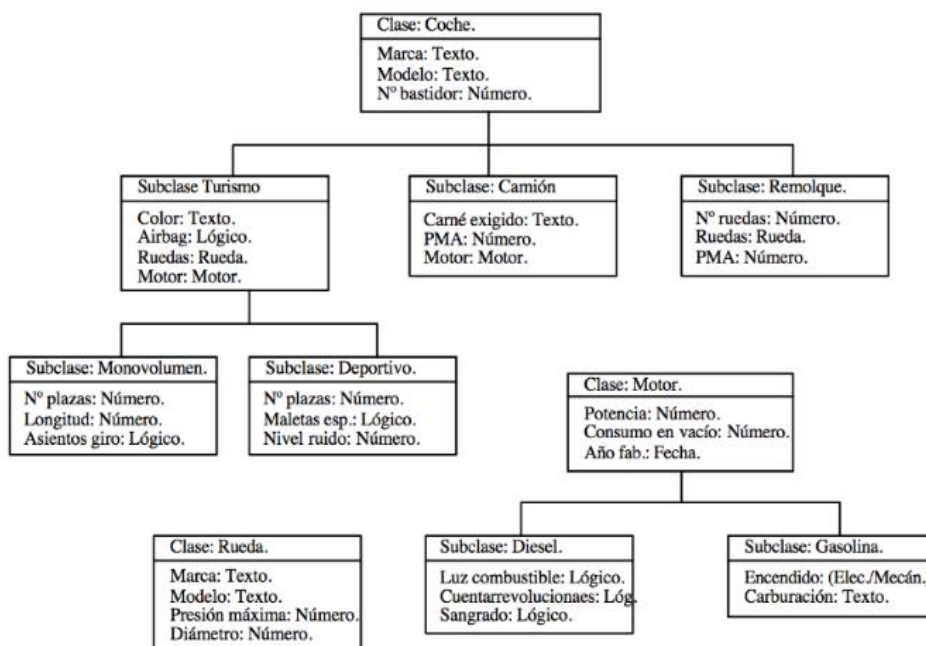 Clase: Coche.
Marca: Texto.
Modelo: Texto.
Nº bastidor: Número.
Subclase Turismo
Color: Texto.
Airbag: Lógico.
Ruedas: Rueda.
Motor: Motor.
Subclase: Camión
Carné exigido: Texto.
PMA: Número.
Motor: Motor.
Subclase: Remolque.
Nº ruedas: Número.
Ruedas: Rueda.
PMA: Número.
Subclase: Monovolumen.
Nº plazas: Número.
Longitud: Número.
Asientos giro: Lógico.
Subclase: Deportivo.
Nº plazas: Número.
Maletas esp.: Lógico.
Nivel ruido: Número.
Clase: Motor.
Potencia: Número.
Consumo en vacío: Número.
Año fab.: Fecha.
Clase: Rueda.
Marca: Texto.
Modelo: Texto.
Presión máxima: Número.
Diámetro: Número.
Subclase: Diesel.
Luz combustible: Lógico.
Cuentarrevolucionaes: Lóg.
Sangrado: Lógico.
Subclase: Gasolina.
Encendido: (Elec./Mecán.)
Carburación: Texto.